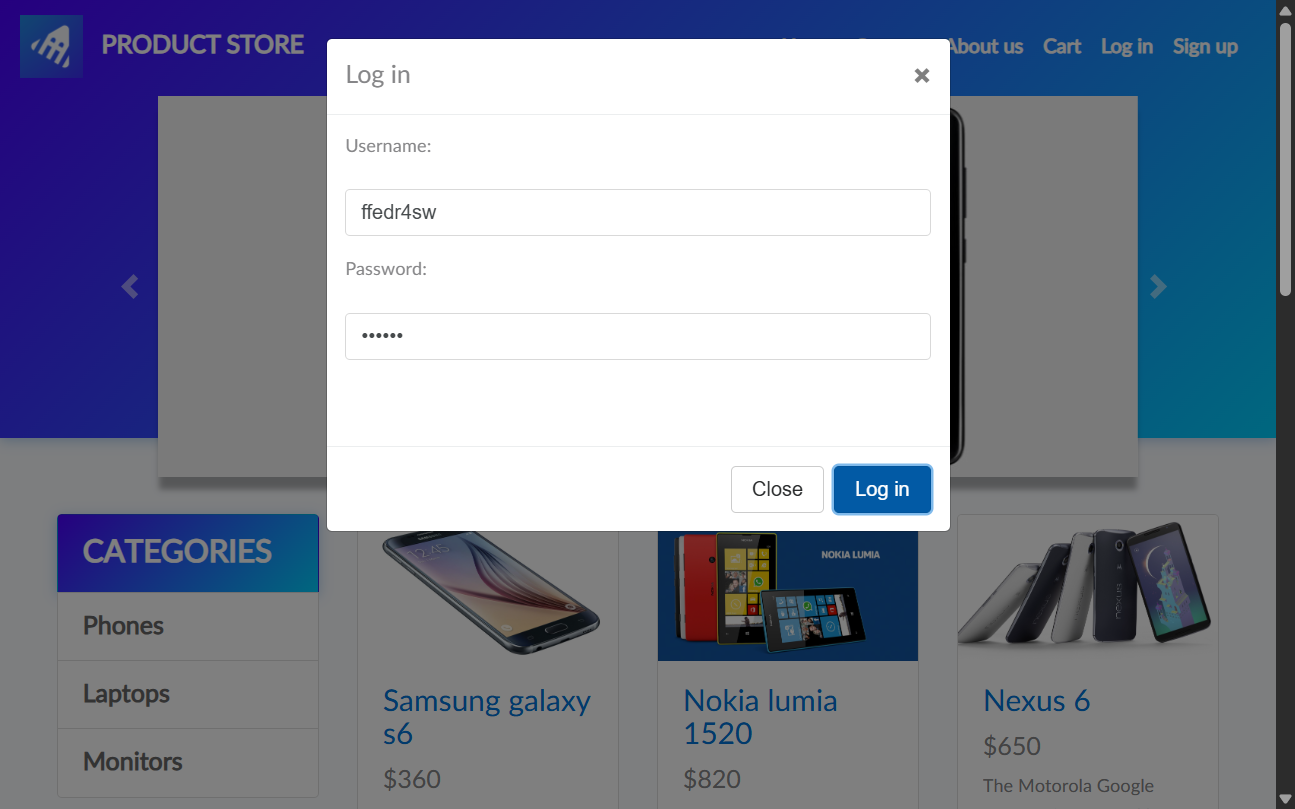 PRODUCT STORE
About us Cart Log in Sign up
Log in
Username:
ffedr4sw
Password:
••••••
Close
Log in
CATEGORIES
Phones
Laptops
Monitors
NOKIA LUMIA
NEXUS
Samsung galaxy
s6
$360
Nokia lumia
1520
$820
Nexus 6
$650
The Motorola Google